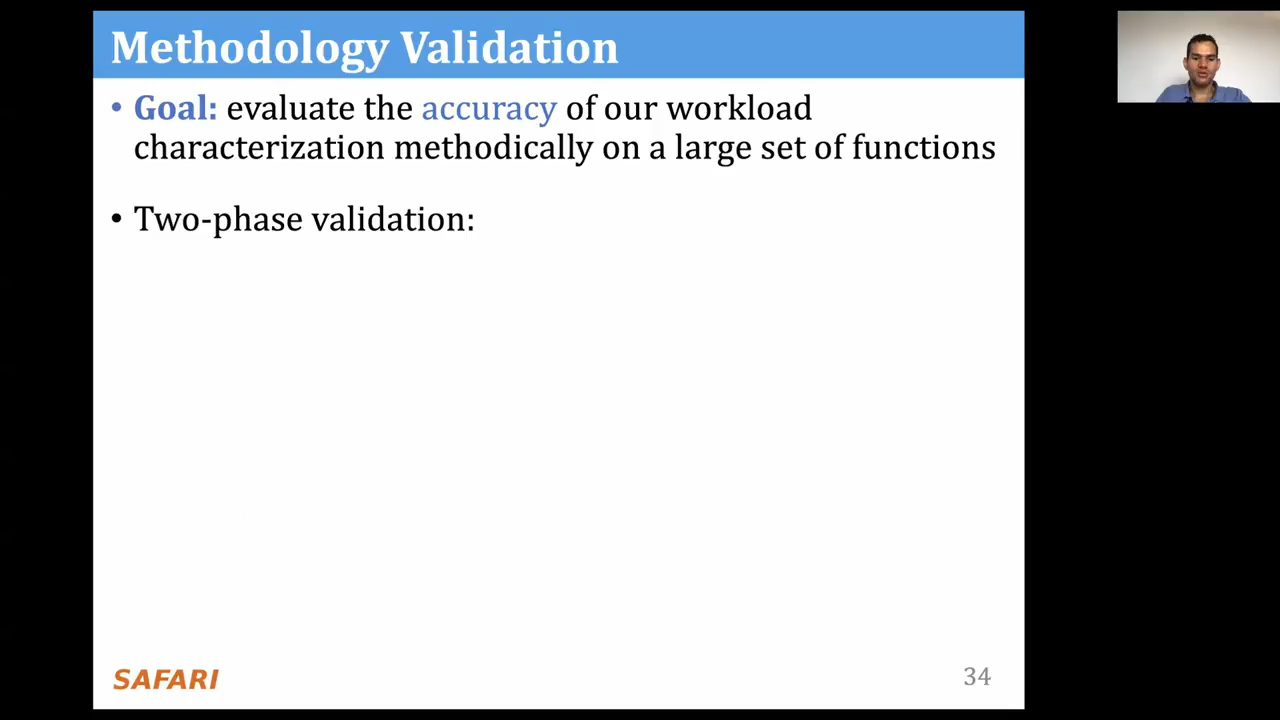 Methodology Validation
• Goal: evaluate the accuracy of our workload
characterization methodically on a large set of functions
• Two-phase validation:
SAFARI
34